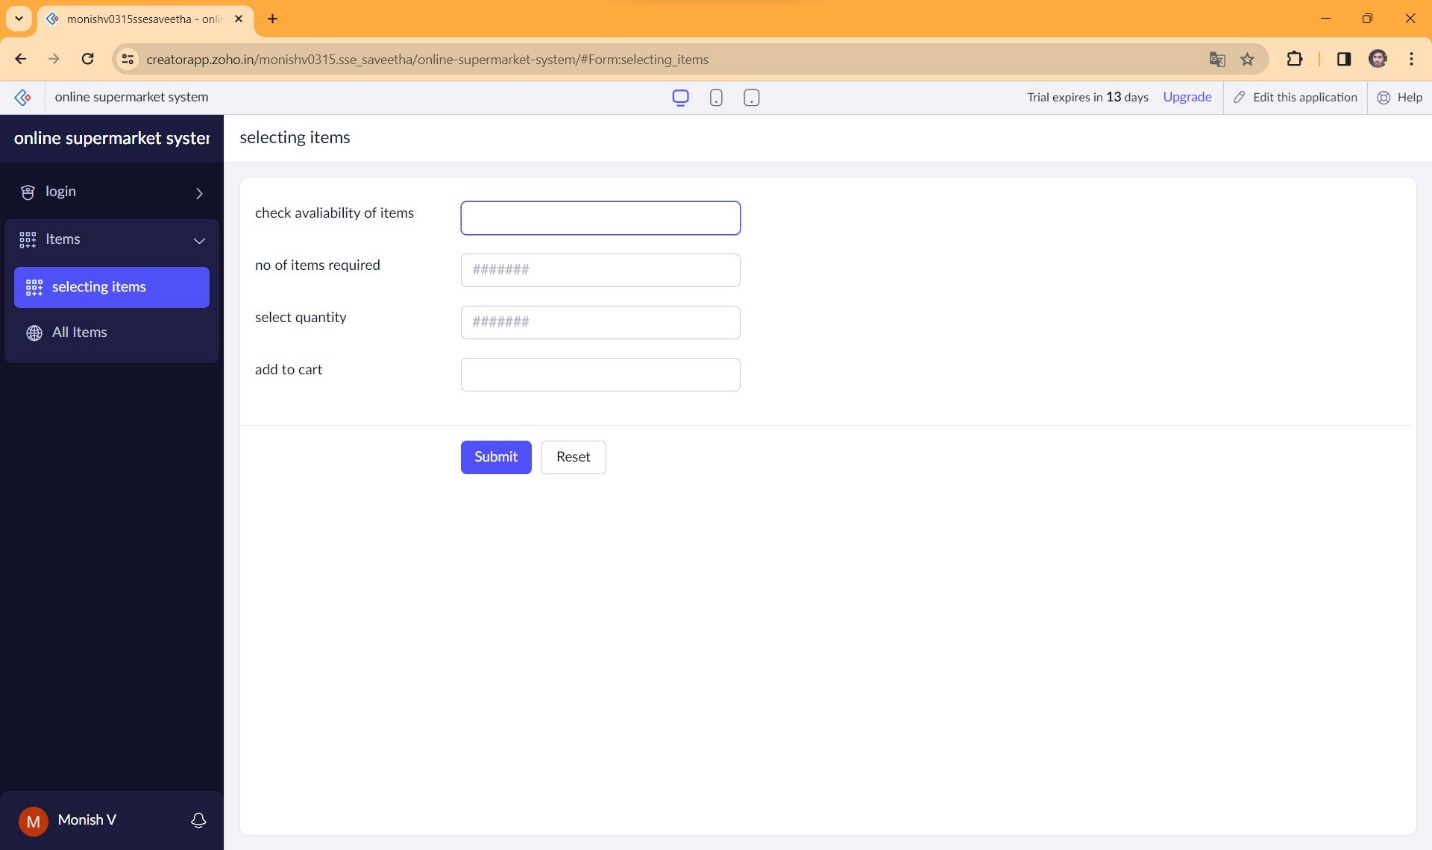 monishv0315ssesaveetha - onli
creatorapp.zoho.in/monishv0315.sse_saveetha/online-supermarket-system/#Form:selecting_items
online supermarket system
Trial expires in 13 days Upgrade Edit this application Help
online supermarket syster
selecting items
login
Items
selecting items
All Items
check avaliability of items
no of items required #######
select quantity #######
add to cart
Submit Reset
M Monish V